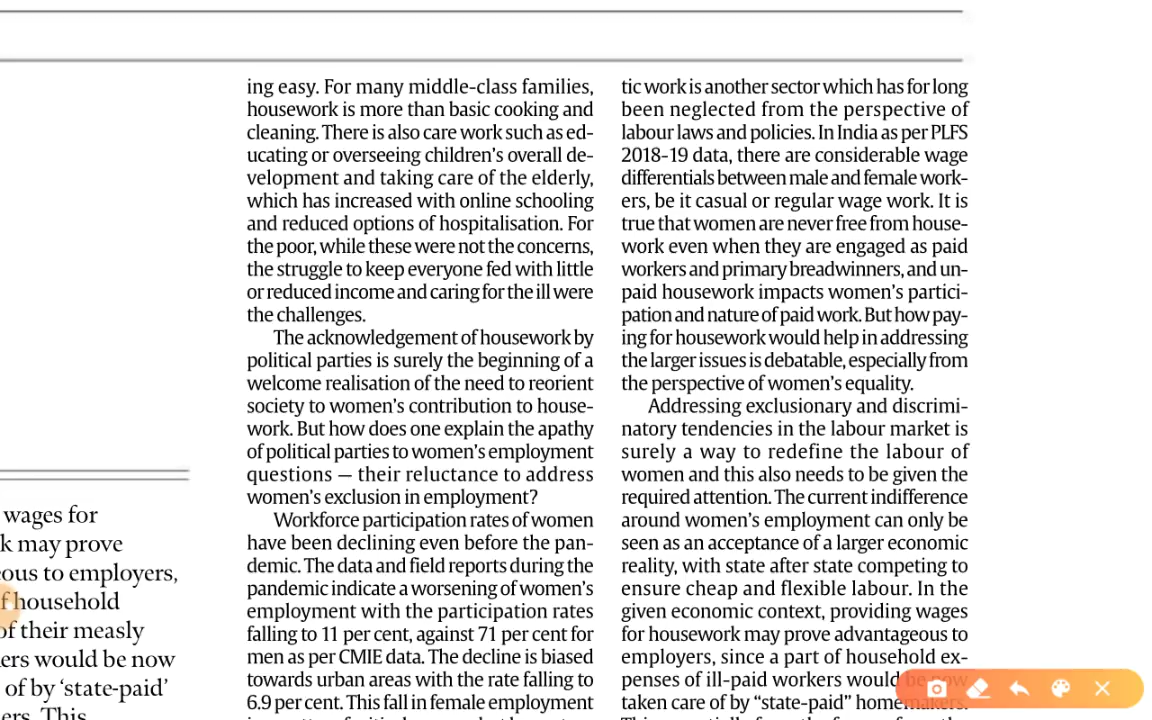 ing easy. For many middle-class families,
housework is more than basic cooking and
cleaning. There is also care work such as ed-
ucating or overseeing children's overall de-
velopment and taking care of the elderly,
which has increased with online schooling
and reduced options of hospitalisation. For
the poor, while these were not the concerns,
the struggle to keep everyone fed with little
or reduced income and caring for the ill were
the challenges.
The acknowledgement of housework by
political parties is surely the beginning of a
welcome realisation of the need to reorient
society to women's contribution to house-
work. But how does one explain the apathy
of political parties to women's employment
questions — their reluctance to address
women's exclusion in employment?
Workforce participation rates of women
have been declining even before the pan-
demic. The data and field reports during the
pandemic indicate a worsening of women's
employment with the participation rates
falling to 11 per cent, against 71 per cent for
men as per CMIE data. The decline is biased
towards urban areas with the rate falling to
6.9 per cent. This fall in female employment
tic work is another sector which has for long
been neglected from the perspective of
labour laws and policies. In India as per PLFS
2018-19 data, there are considerable wage
differentials between male and female work-
ers, be it casual or regular wage work. It is
true that women are never free from house-
work even when they are engaged as paid
workers and primary breadwinners, and un-
paid housework impacts women's partici-
pation and nature of paid work. But how pay-
ing for housework would help in addressing
the larger issues is debatable, especially from
the perspective of women's equality.
Addressing exclusionary and discrimi-
natory tendencies in the labour market is
surely a way to redefine the labour of
women and this also needs to be given the
required attention. The current indifference
around women's employment can only be
seen as an acceptance of a larger economic
reality, with state after state competing to
ensure cheap and flexible labour. In the
given economic context, providing wages
for housework may prove advantageous to
employers, since a part of household ex-
penses of ill-paid workers would be now
taken care of by "state-paid" homemakers.
wages for
k may prove
ous to employers,
f household
of their measly
ers would be now
of by 'state-paid'
ers. This